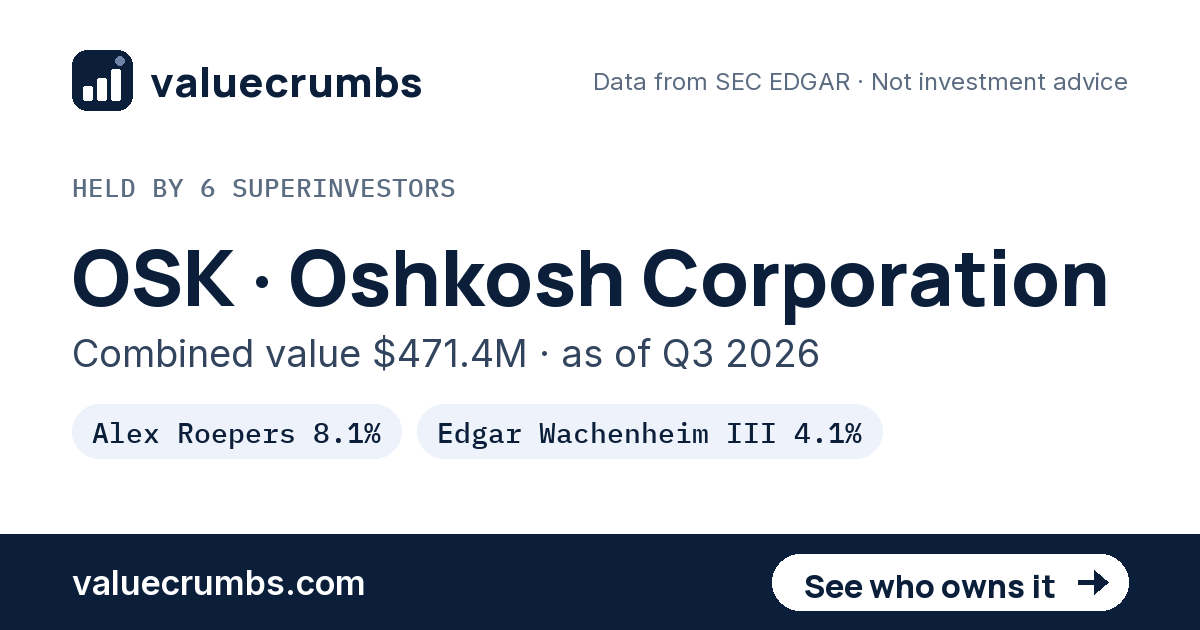 valuecrumbs
Data from SEC EDGAR · Not investment advice
HELD BY 6 SUPERINVESTORS
OSK · Oshkosh Corporation
Combined value $471.4M · as of Q3 2026
Alex Roepers 8.1%
Edgar Wachenheim III 4.1%
valuecrumbs.com
See who owns it →